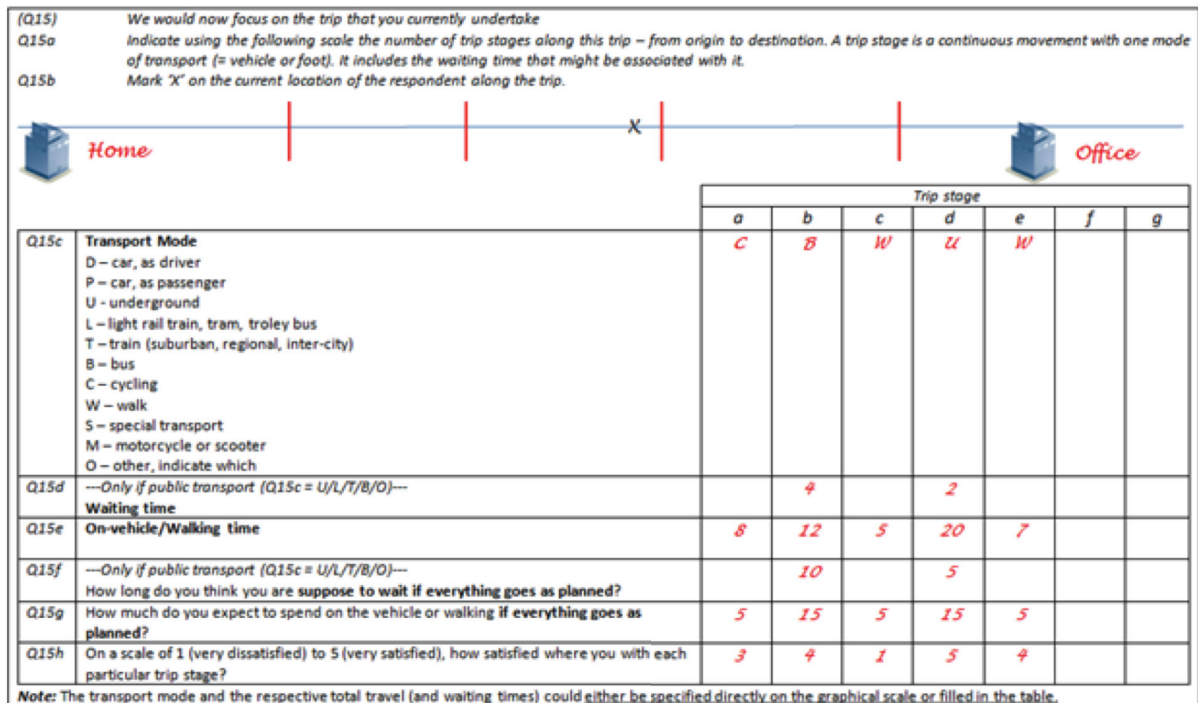 (Q15) We would now focus on the trip that you currently undertake
Q15a Indicate using the following scale the number of trip stages along this trip – from origin to destination. A trip stage is a continuous movement with one mode
of transport (= vehicle or foot). It includes the waiting time that might be associated with it.
Q15b Mark 'X' on the current location of the respondent along the trip.
X
Home Office
Trip stage
a b c d e f g
Q15c Transport Mode C B W U W
D – car, as driver
P – car, as passenger
U - underground
L – light rail train, tram, troley bus
T – train (suburban, regional, inter-city)
B – bus
C – cycling
W – walk
S – special transport
M – motorcycle or scooter
O – other, indicate which
Q15d ---Only if public transport (Q15c = U/L/T/B/O)--- 4 2
Waiting time
Q15e On-vehicle/Walking time 8 12 5 20 7
Q15f ---Only if public transport (Q15c = U/L/T/B/O)--- 10 5
How long do you think you are suppose to wait if everything goes as planned?
Q15g How much do you expect to spend on the vehicle or walking if everything goes as 5 15 5 15 5
planned?
Q15h On a scale of 1 (very dissatisfied) to 5 (very satisfied), how satisfied where you with each 3 4 1 5 4
particular trip stage?
Note: The transport mode and the respective total travel (and waiting times) could either be specified directly on the graphical scale or filled in the table.